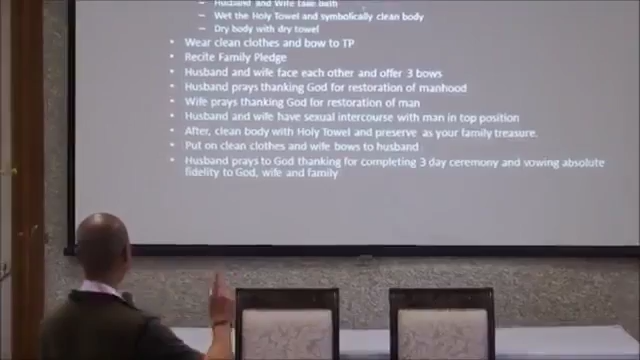 – Husband and Wife take bath
– Wet the Holy Towel and symbolically clean body
– Dry body with dry towel
• Wear clean clothes and bow to TP
• Recite Family Pledge
• Husband and wife face each other and offer 3 bows
• Husband prays thanking God for restoration of manhood
• Wife prays thanking God for restoration of man
• Husband and wife have sexual intercourse with man in top position
• After, clean body with Holy Towel and preserve as your family treasure.
• Put on clean clothes and wife bows to husband
• Husband prays to God thanking for completing 3 day ceremony and vowing absolute
fidelity to God, wife and family